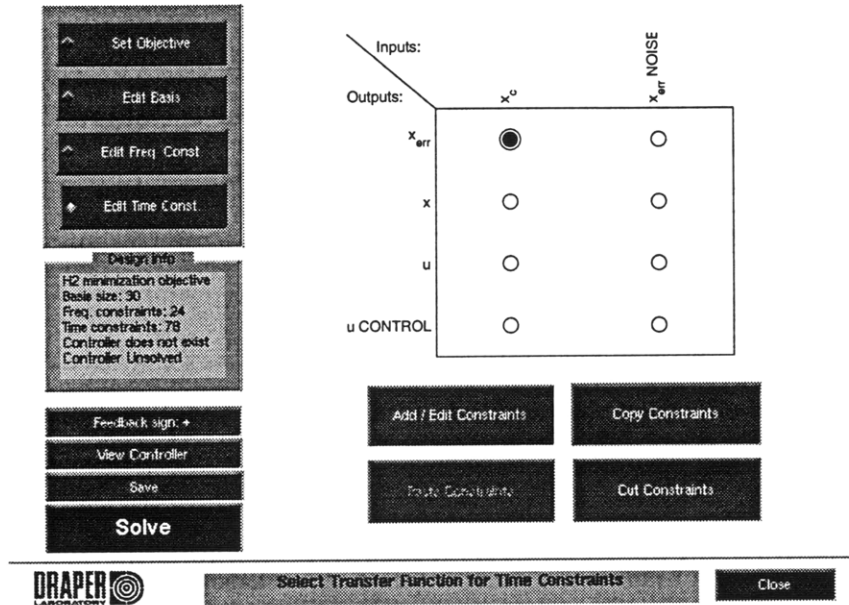 Set Objective
Edit Basis
Edit Freq. Const
Edit Time Const.
Design Info
H2 minimization objective
Basis size: 30
Freq. constraints: 24
Time constraints: 78
Controller does not exist
Controller Unsolved
Feedback sign: +
View Controller
Save
Solve
Inputs:
Outputs:
x_c
x_err NOISE
x_err
x
u
u CONTROL
Add / Edit Constraints
Copy Constraints
Paste Constraints
Cut Constraints
DRAPER
LABORATORY
Select Transfer Function for Time Constraints
Close